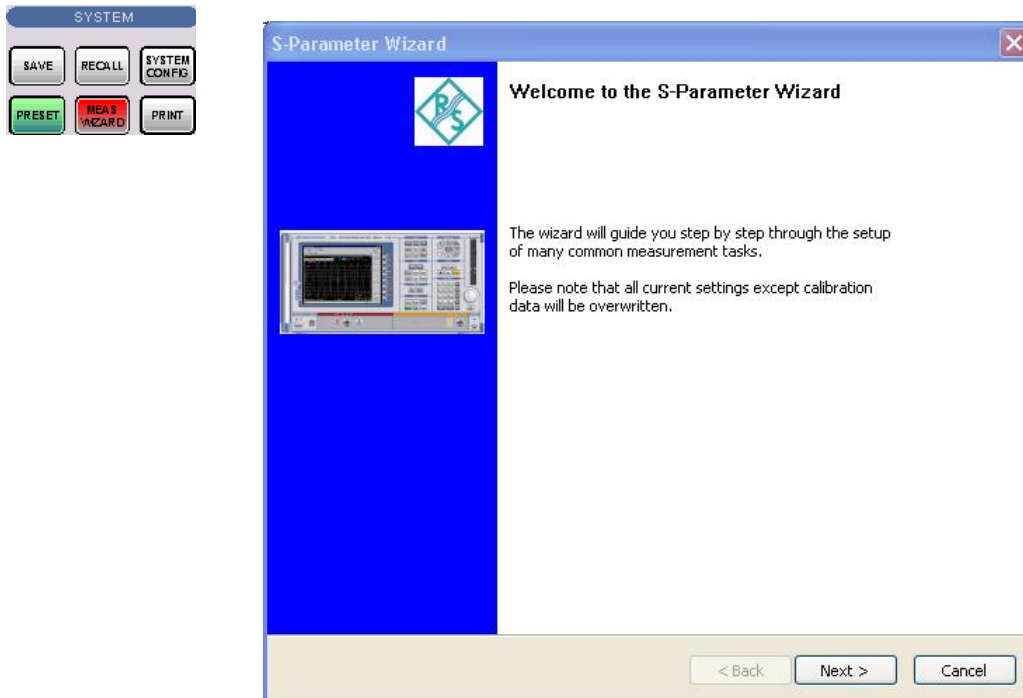 SYSTEM
SAVE
RECALL
SYSTEM
CONFIG
PRESET
MEAS
WIZARD
PRINT
S-Parameter Wizard
R
S
Welcome to the S-Parameter Wizard
The wizard will guide you step by step through the setup
of many common measurement tasks.
Please note that all current settings except calibration
data will be overwritten.
< Back
Next >
Cancel